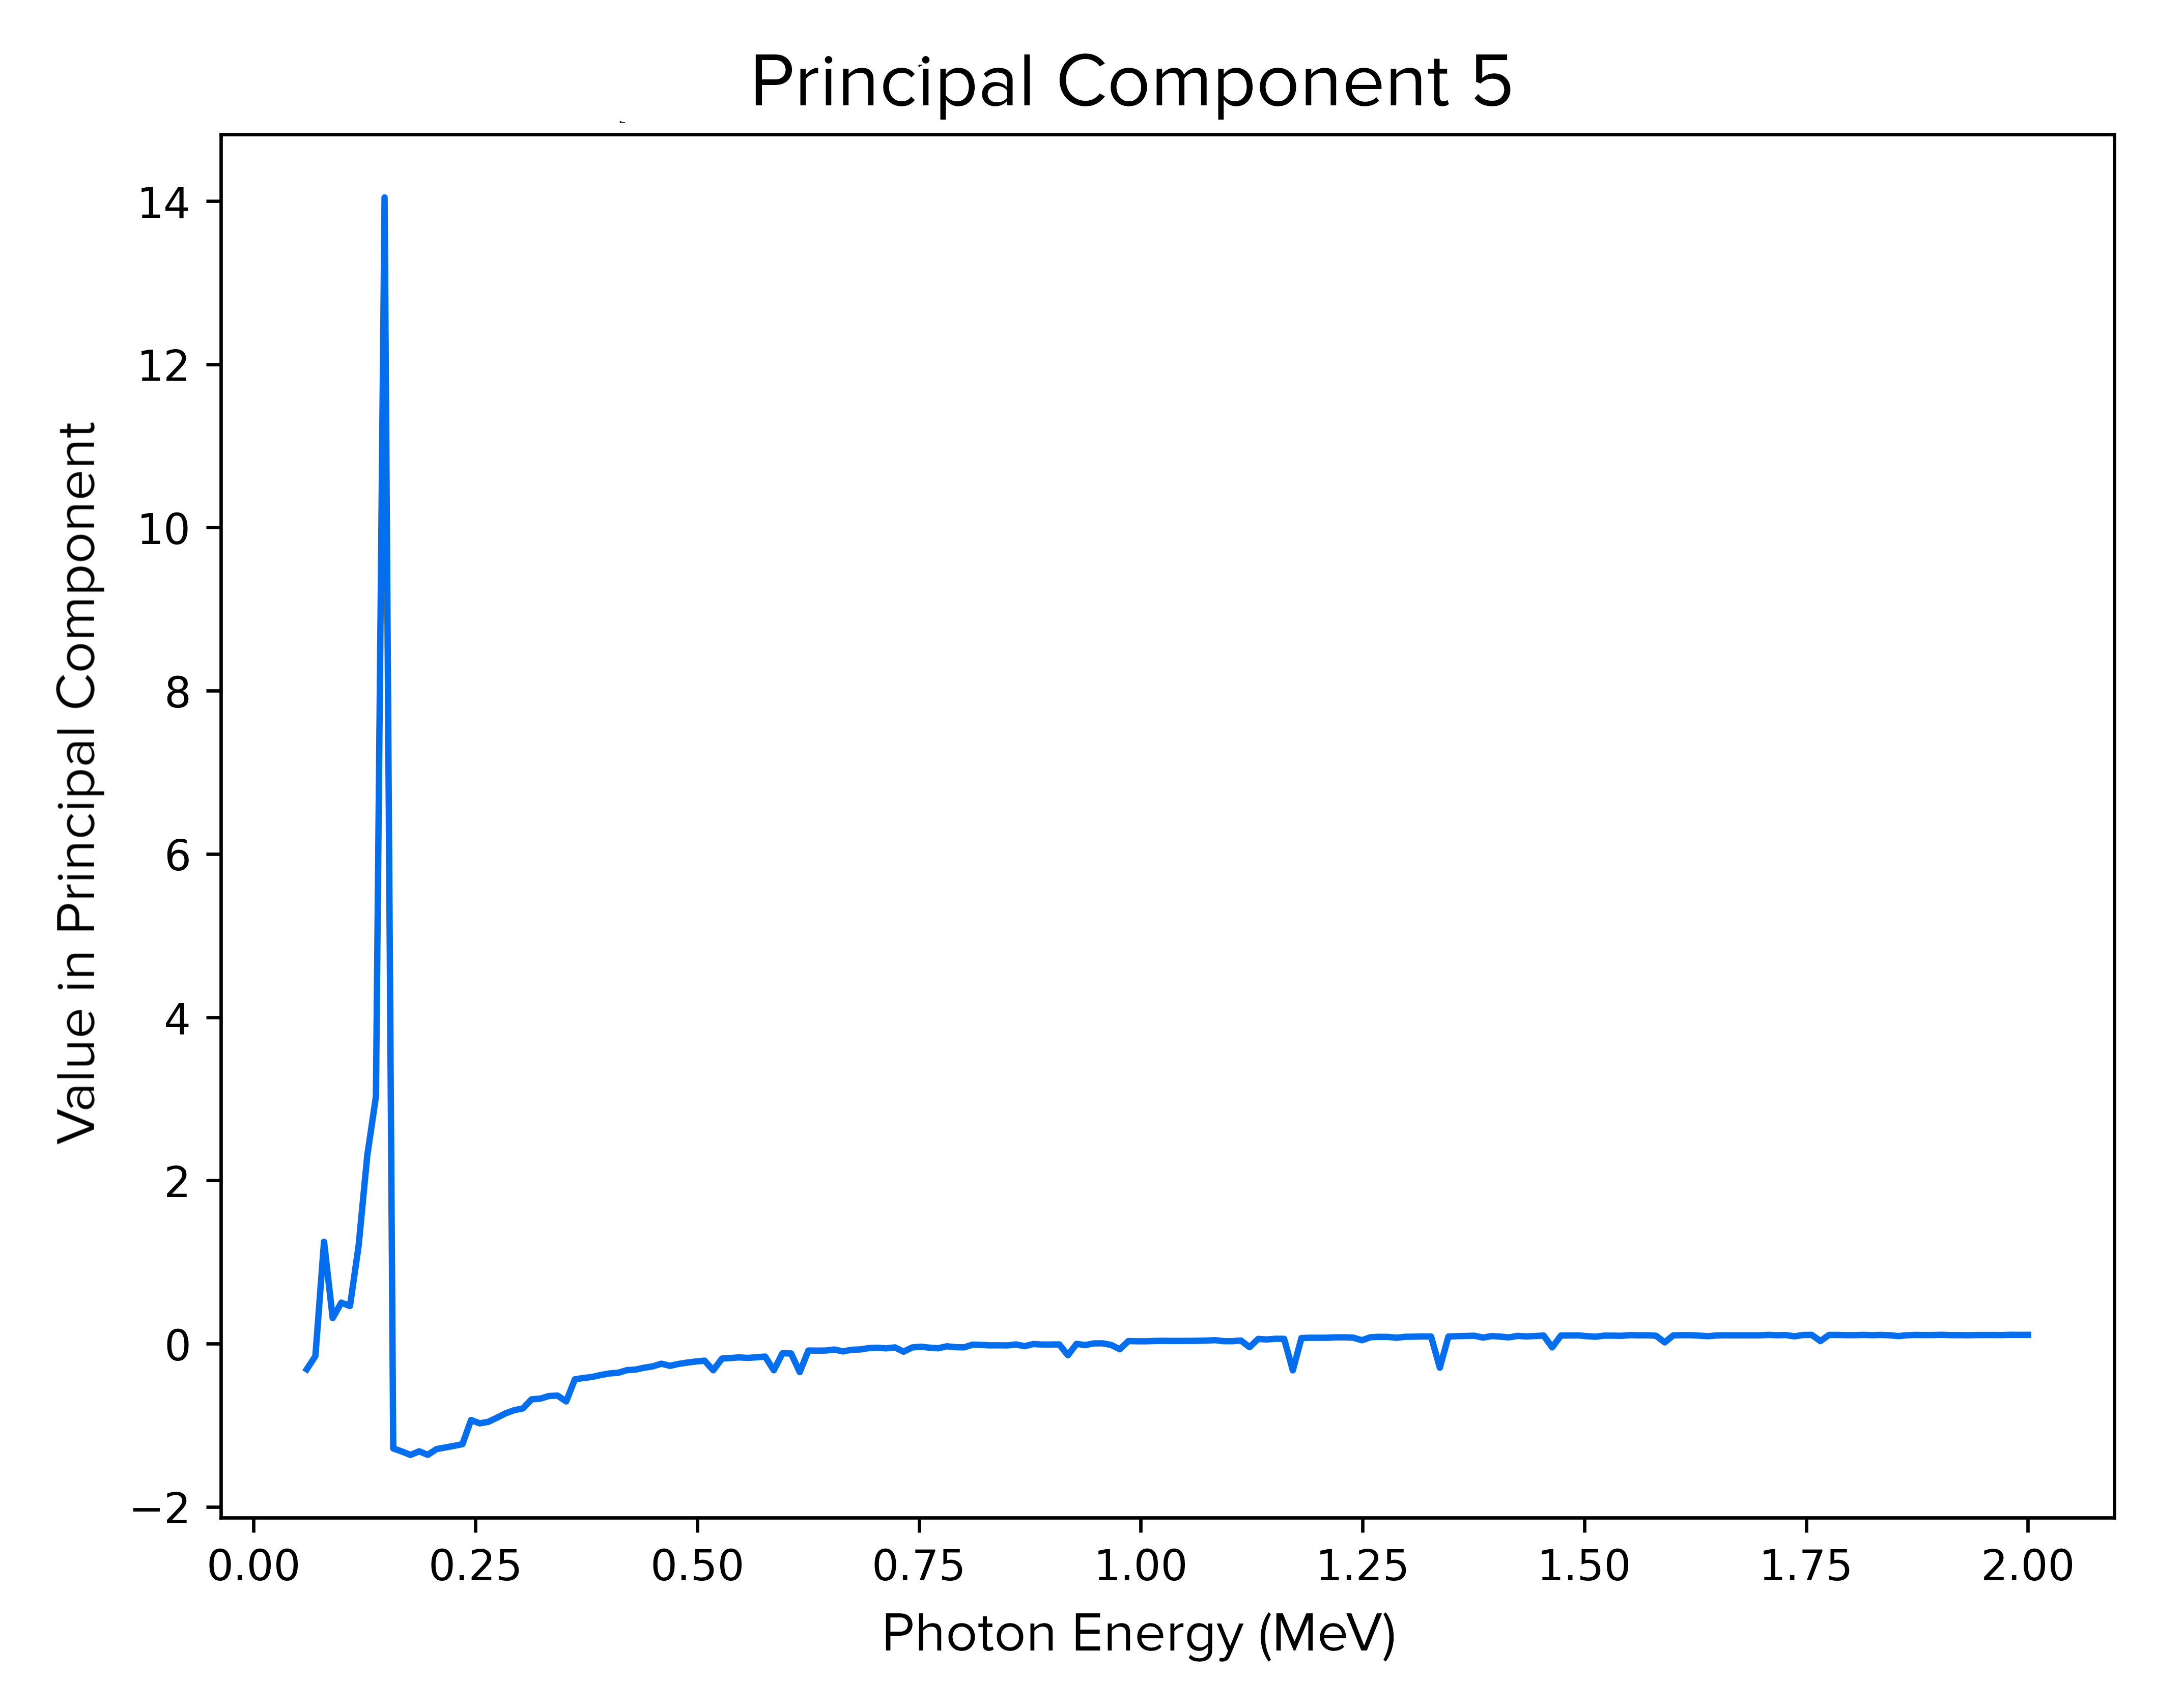 Principal Component 5
Value in Principal Component
14
12
10
8
6
4
2
0
−2
0.00 0.25 0.50 0.75 1.00 1.25 1.50 1.75 2.00
Photon Energy (MeV)